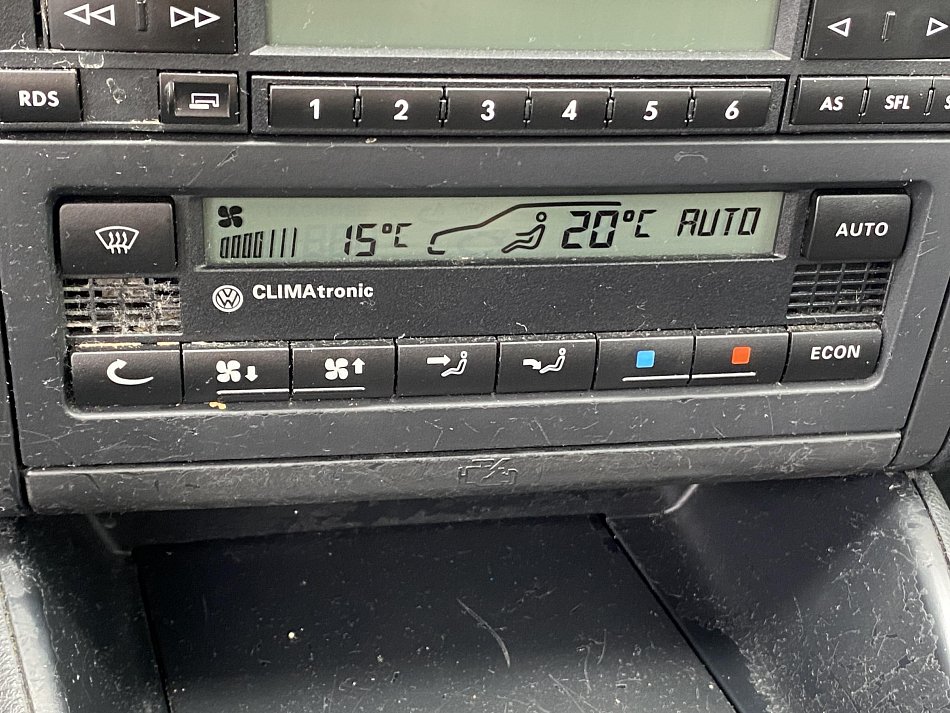 RDS 1 2 3 4 5 6 AS SFL
15°C 20°C AUTO AUTO
CLIMAtronic
ECON